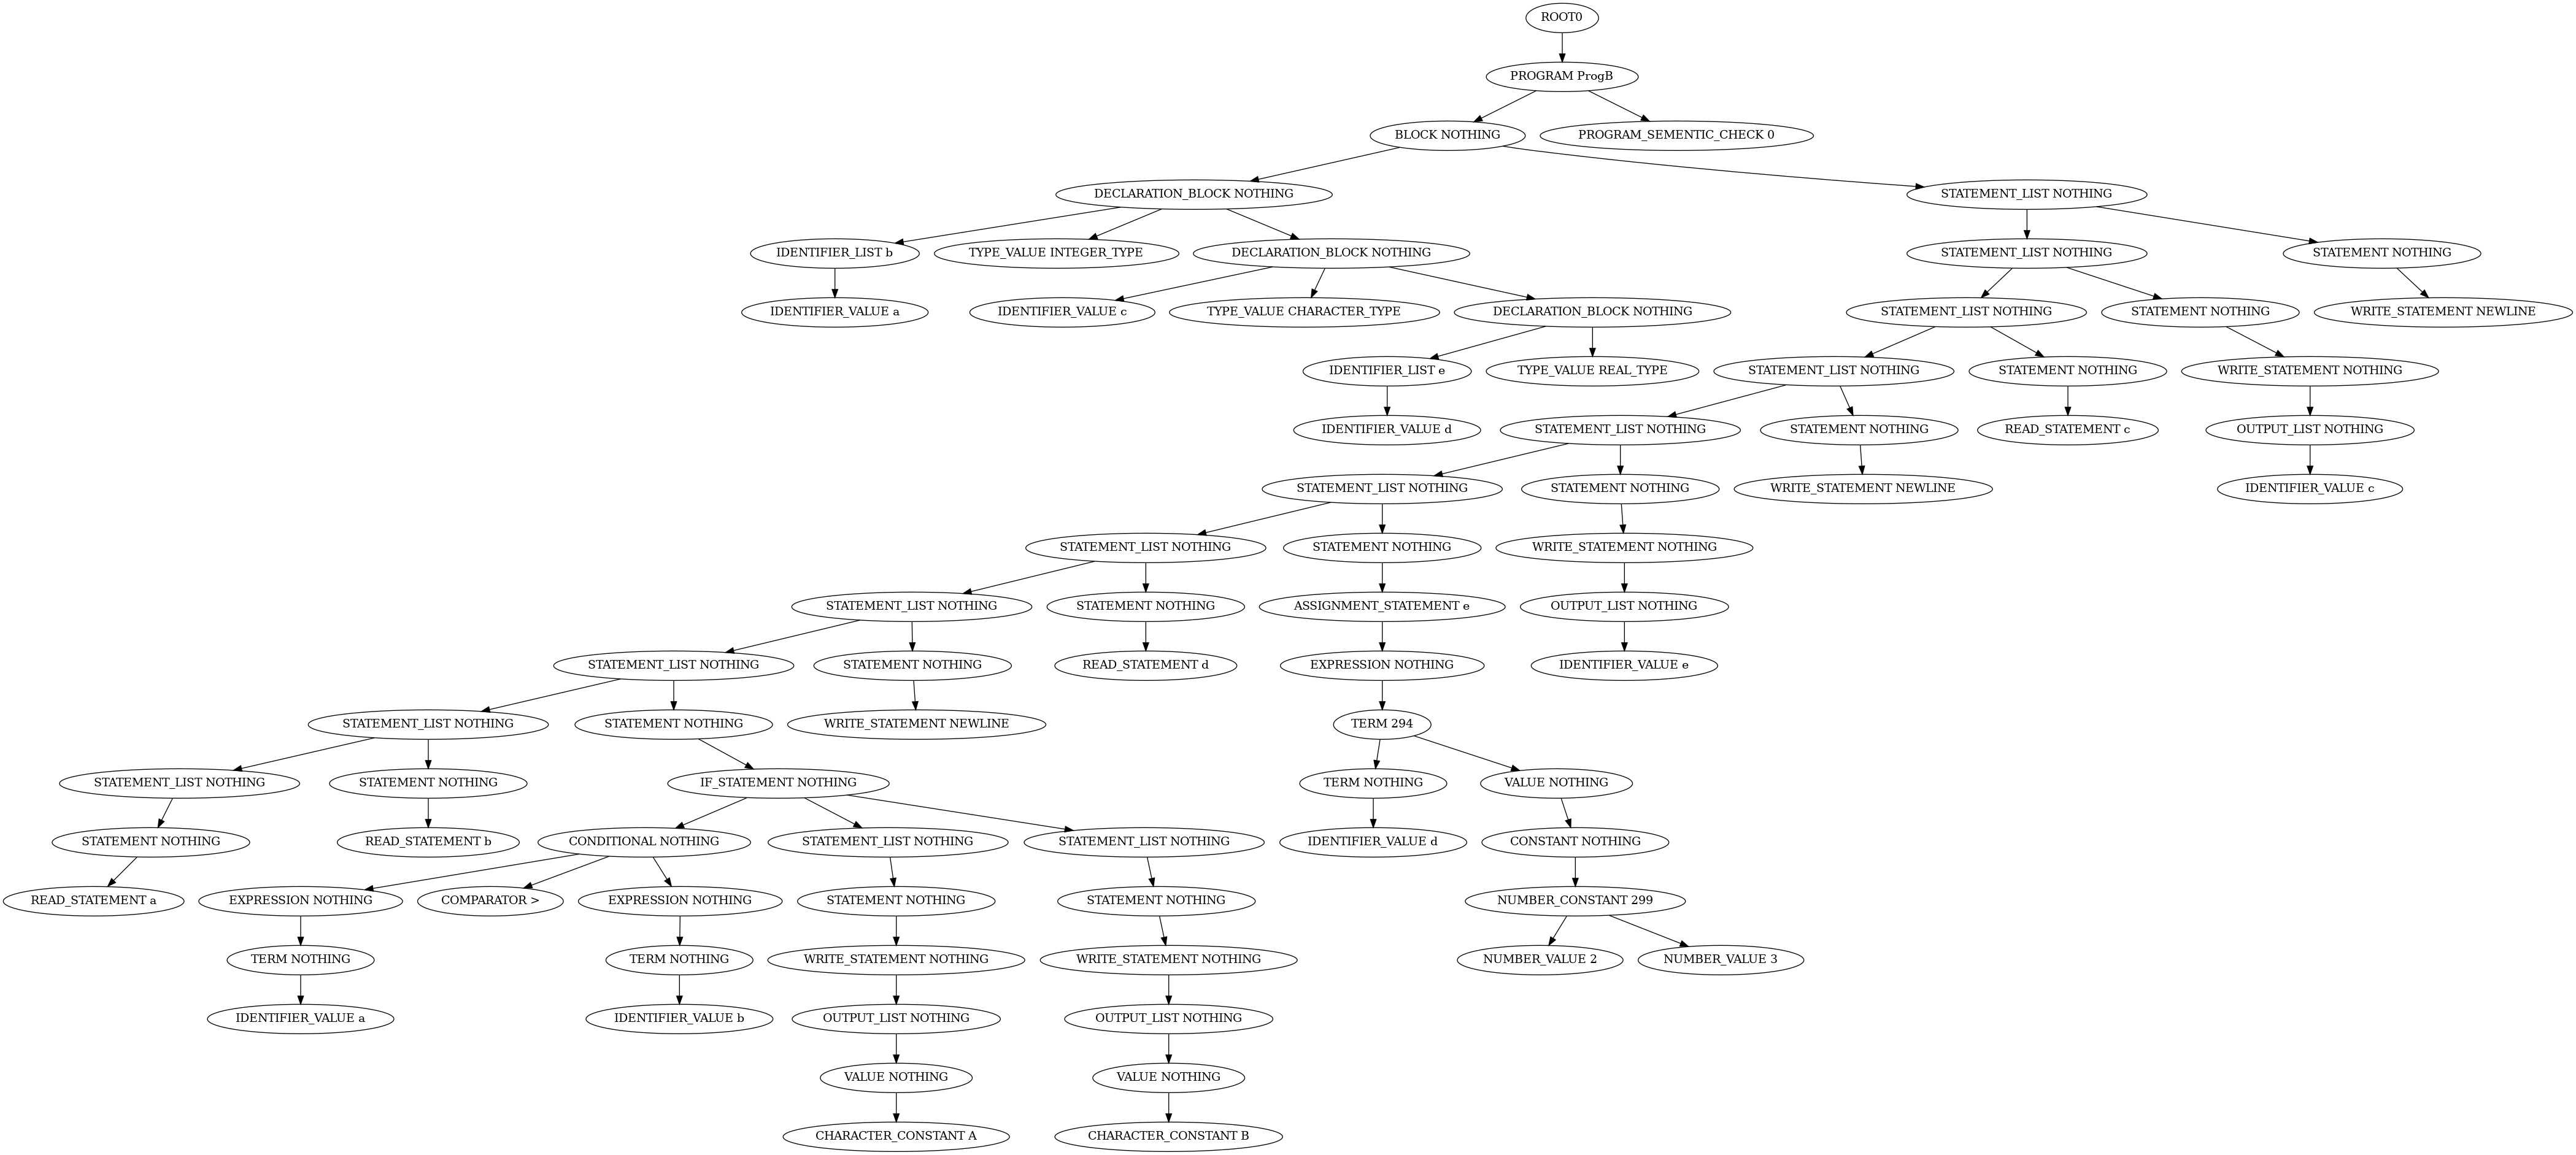 ROOT0
PROGRAM ProgB
BLOCK NOTHING
PROGRAM_SEMENTIC_CHECK 0
DECLARATION_BLOCK NOTHING
STATEMENT_LIST NOTHING
IDENTIFIER_LIST b
TYPE_VALUE INTEGER_TYPE
DECLARATION_BLOCK NOTHING
STATEMENT_LIST NOTHING
STATEMENT NOTHING
IDENTIFIER_VALUE a
IDENTIFIER_VALUE c
TYPE_VALUE CHARACTER_TYPE
DECLARATION_BLOCK NOTHING
STATEMENT_LIST NOTHING
STATEMENT NOTHING
WRITE_STATEMENT NEWLINE
IDENTIFIER_LIST e
TYPE_VALUE REAL_TYPE
STATEMENT_LIST NOTHING
STATEMENT NOTHING
WRITE_STATEMENT NOTHING
IDENTIFIER_VALUE d
STATEMENT_LIST NOTHING
STATEMENT NOTHING
READ_STATEMENT c
OUTPUT_LIST NOTHING
STATEMENT_LIST NOTHING
STATEMENT NOTHING
WRITE_STATEMENT NEWLINE
IDENTIFIER_VALUE c
STATEMENT_LIST NOTHING
STATEMENT NOTHING
WRITE_STATEMENT NOTHING
STATEMENT_LIST NOTHING
STATEMENT NOTHING
ASSIGNMENT_STATEMENT e
OUTPUT_LIST NOTHING
STATEMENT_LIST NOTHING
STATEMENT NOTHING
READ_STATEMENT d
EXPRESSION NOTHING
IDENTIFIER_VALUE e
STATEMENT_LIST NOTHING
STATEMENT NOTHING
WRITE_STATEMENT NEWLINE
TERM 294
STATEMENT_LIST NOTHING
STATEMENT NOTHING
IF_STATEMENT NOTHING
TERM NOTHING
VALUE NOTHING
STATEMENT NOTHING
READ_STATEMENT b
CONDITIONAL NOTHING
STATEMENT_LIST NOTHING
STATEMENT_LIST NOTHING
IDENTIFIER_VALUE d
CONSTANT NOTHING
READ_STATEMENT a
EXPRESSION NOTHING
COMPARATOR >
EXPRESSION NOTHING
STATEMENT NOTHING
STATEMENT NOTHING
NUMBER_CONSTANT 299
TERM NOTHING
TERM NOTHING
WRITE_STATEMENT NOTHING
WRITE_STATEMENT NOTHING
NUMBER_VALUE 2
NUMBER_VALUE 3
IDENTIFIER_VALUE a
IDENTIFIER_VALUE b
OUTPUT_LIST NOTHING
OUTPUT_LIST NOTHING
VALUE NOTHING
VALUE NOTHING
CHARACTER_CONSTANT A
CHARACTER_CONSTANT B